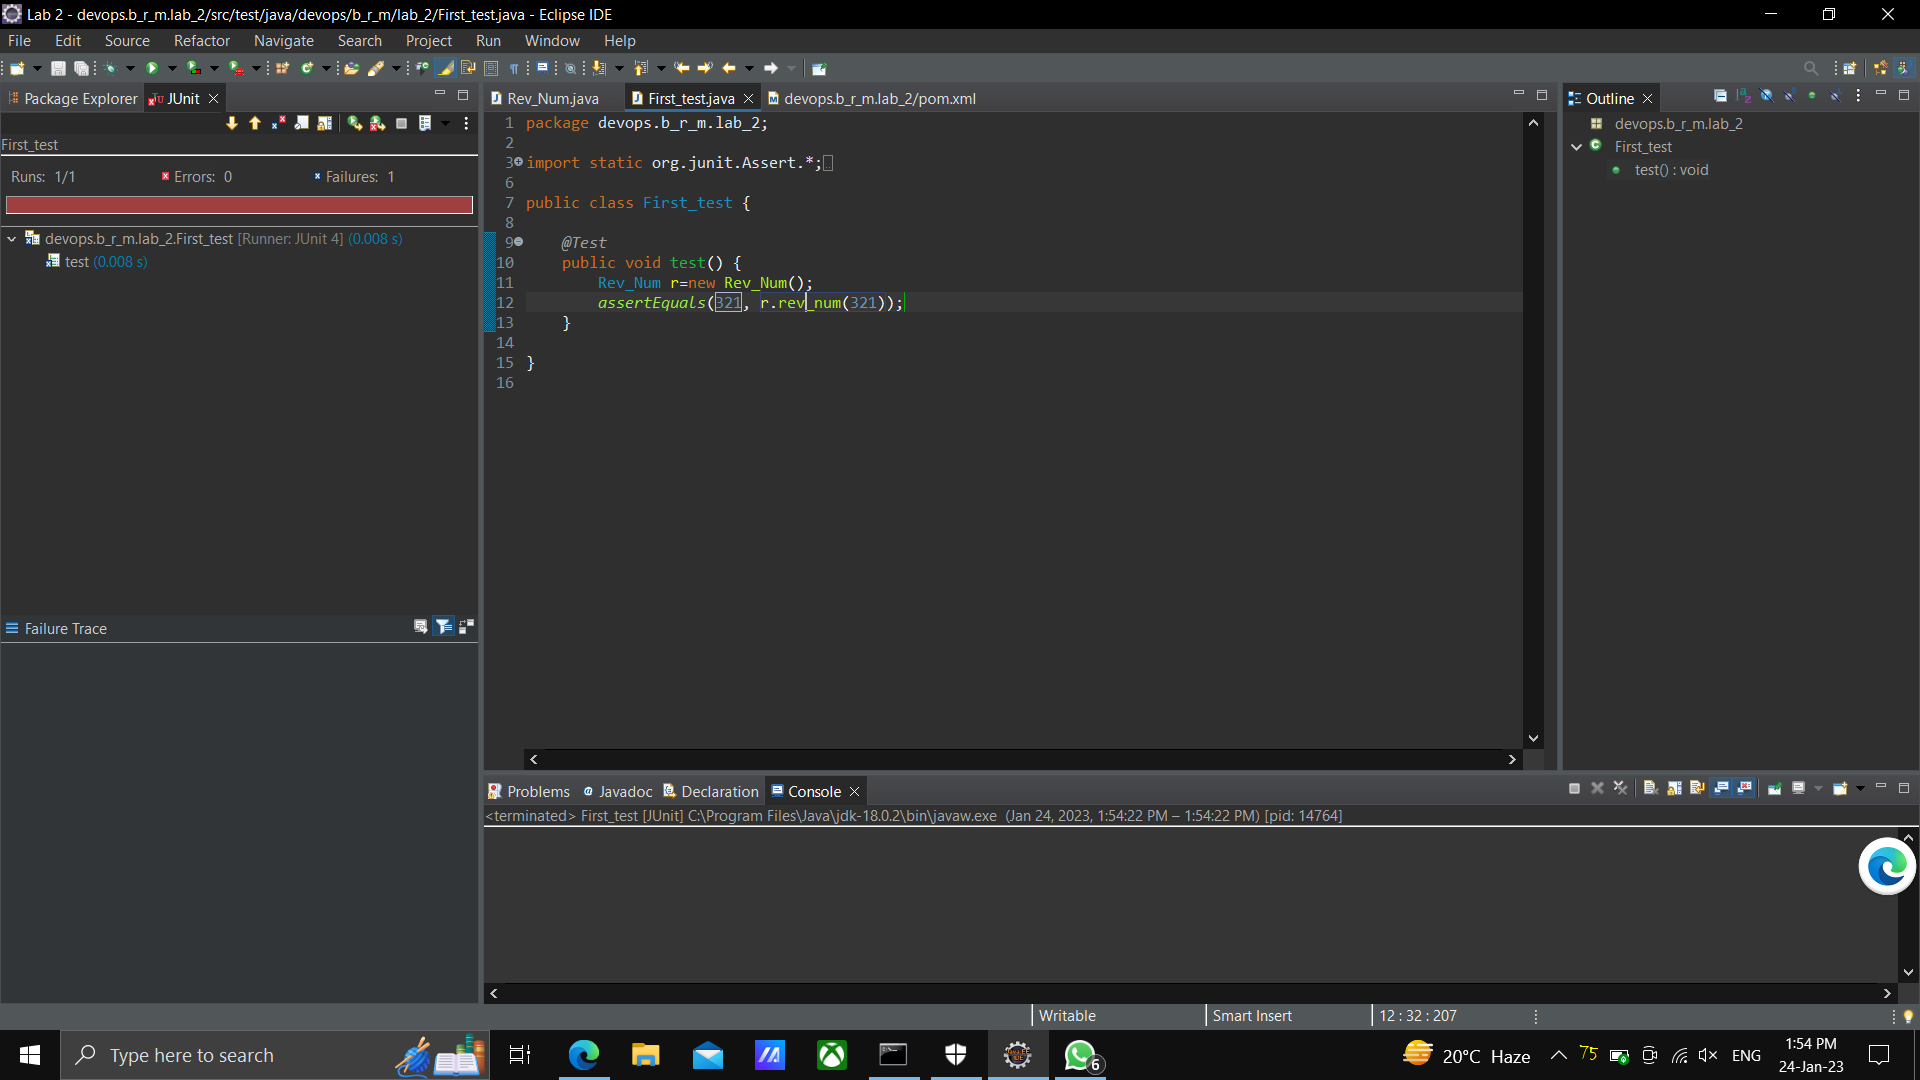 Lab 2 - devops.b_r_m.lab_2/src/test/java/devops/b_r_m/lab_2/First_test.java - Eclipse IDE
File Edit Source Refactor Navigate Search Project Run Window Help
Package Explorer JUnit
First_test
Runs: 1/1 Errors: 0 Failures: 1
devops.b_r_m.lab_2.First_test [Runner: JUnit 4] (0.008 s)
test (0.008 s)
Failure Trace
Rev_Num.java First_test.java devops.b_r_m.lab_2/pom.xml
1 package devops.b_r_m.lab_2;
2
3 import static org.junit.Assert.*;
6
7 public class First_test {
8
9 @Test
10 public void test() {
11 Rev_Num r=new Rev_Num();
12 assertEquals(321, r.rev_num(321));
13 }
14
15 }
16
Outline
devops.b_r_m.lab_2
First_test
test() : void
Problems Javadoc Declaration Console
<terminated> First_test [JUnit] C:\Program Files\Java\jdk-18.0.2\bin\javaw.exe (Jan 24, 2023, 1:54:22 PM – 1:54:22 PM) [pid: 14764]
Writable Smart Insert 12 : 32 : 207
Type here to search
6
20°C Haze
75
ENG
1:54 PM
24-Jan-23